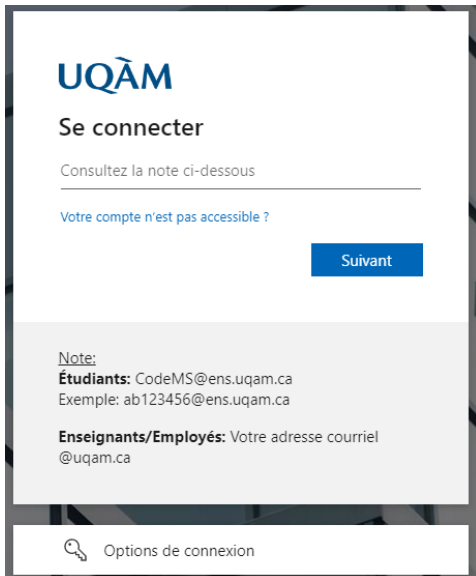 UQÀM
Se connecter
Consultez la note ci-dessous
Votre compte n'est pas accessible ?
Suivant
Note:
Étudiants: CodeMS@ens.uqam.ca
Exemple: ab123456@ens.uqam.ca
Enseignants/Employés: Votre adresse courriel
@uqam.ca
Options de connexion